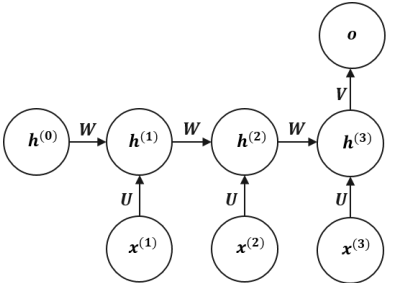 o
V
h^(0) W h^(1) W h^(2) W h^(3)
U U U
x^(1) x^(2) x^(3)